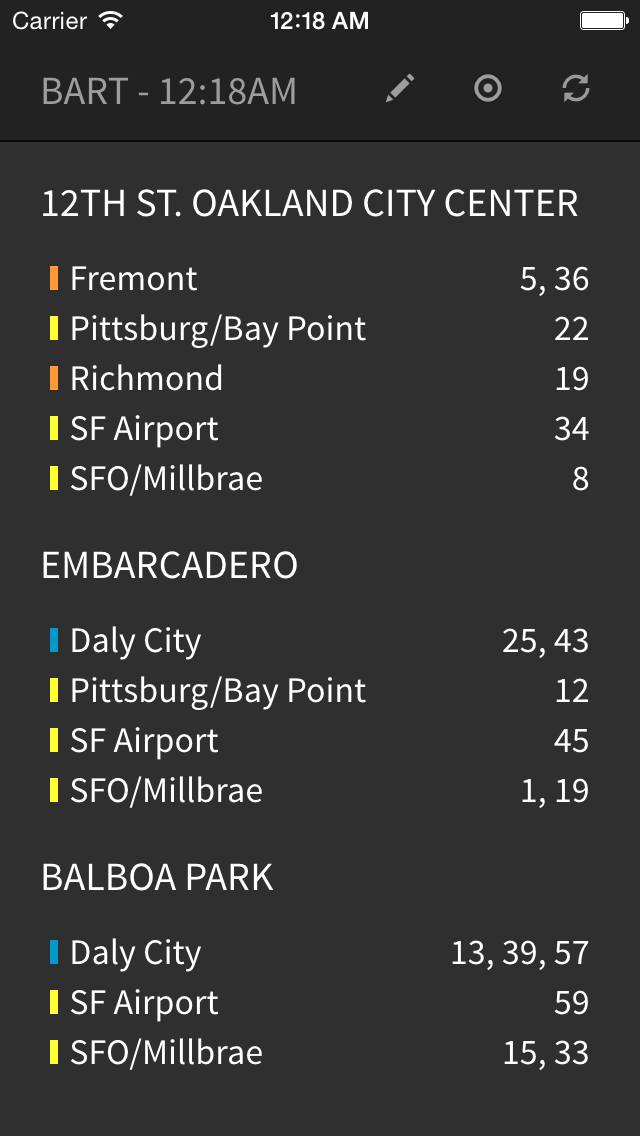 Carrier 12:18 AM
BART - 12:18AM
12TH ST. OAKLAND CITY CENTER
Fremont 5, 36
Pittsburg/Bay Point 22
Richmond 19
SF Airport 34
SFO/Millbrae 8
EMBARCADERO
Daly City 25, 43
Pittsburg/Bay Point 12
SF Airport 45
SFO/Millbrae 1, 19
BALBOA PARK
Daly City 13, 39, 57
SF Airport 59
SFO/Millbrae 15, 33